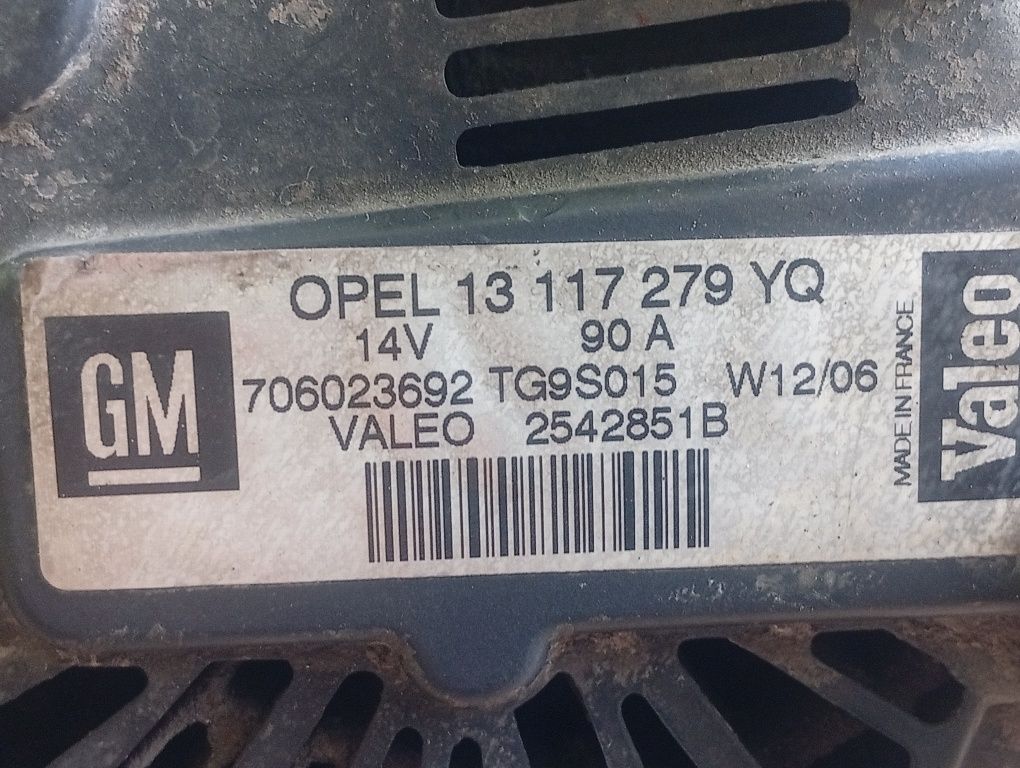 OPEL 13 117 279 YQ
14V 90 A
GM
706023692 TG9S015 W12/06
VALEO 2542851B
MADE IN FRANCE
Valeo